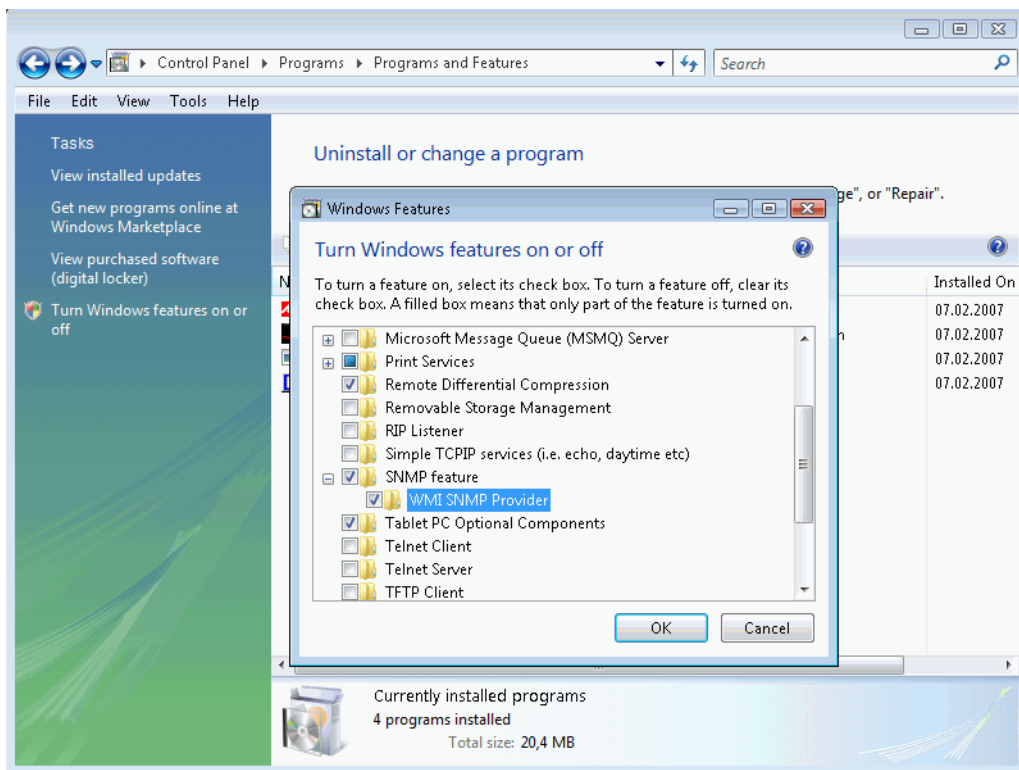 Control Panel ▸ Programs ▸ Programs and Features
Search
File Edit View Tools Help
Tasks
View installed updates
Get new programs online at
Windows Marketplace
View purchased software
(digital locker)
Turn Windows features on or
off
Uninstall or change a program
ge", or "Repair".
Installed On
07.02.2007
07.02.2007
07.02.2007
07.02.2007
Windows Features
Turn Windows features on or off
To turn a feature on, select its check box. To turn a feature off, clear its
check box. A filled box means that only part of the feature is turned on.
Microsoft Message Queue (MSMQ) Server
Print Services
Remote Differential Compression
Removable Storage Management
RIP Listener
Simple TCPIP services (i.e. echo, daytime etc)
SNMP feature
WMI SNMP Provider
Tablet PC Optional Components
Telnet Client
Telnet Server
TFTP Client
OK Cancel
Currently installed programs
4 programs installed
Total size: 20,4 MB